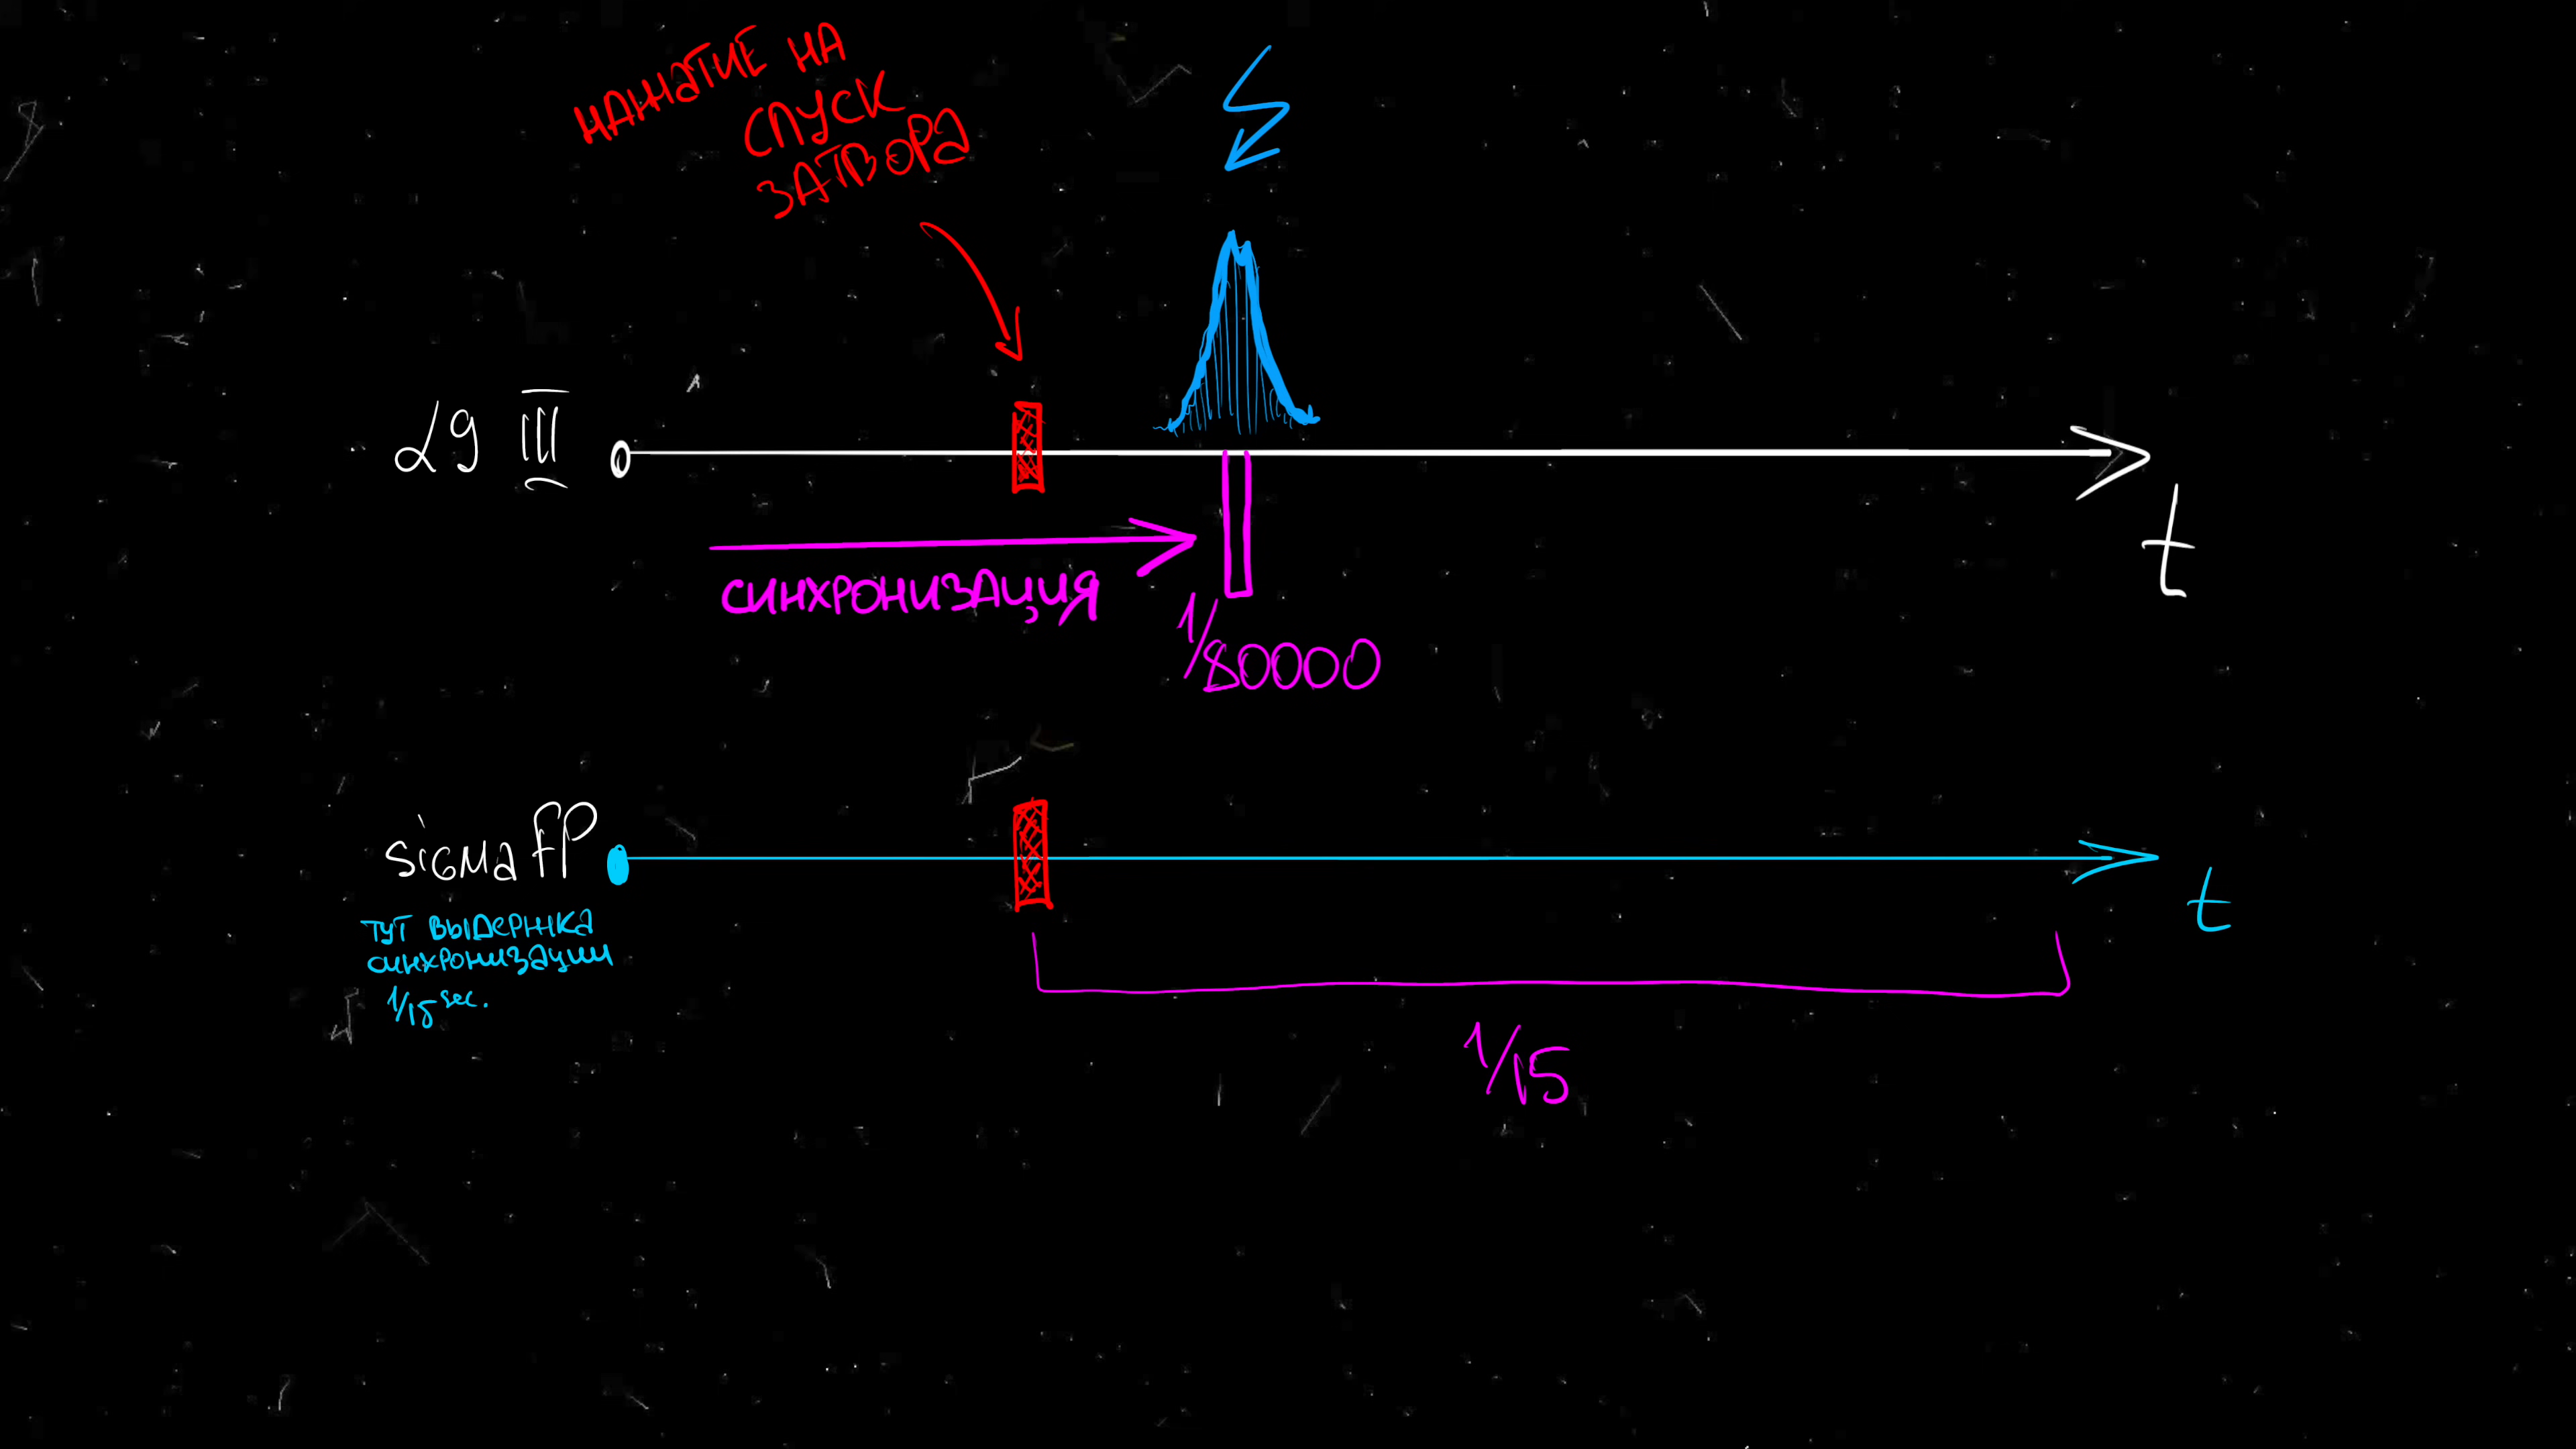 НАЖАТИЕ НА
СПУСК
ЗАТВОРА
α9 III
t
СИНХРОНИЗАЦИЯ
1/80000
SIGMA FP
t
ТУТ ВЫДЕРЖКА
СИНХРОНИЗАЦИИ
1/15 sec.
1/15